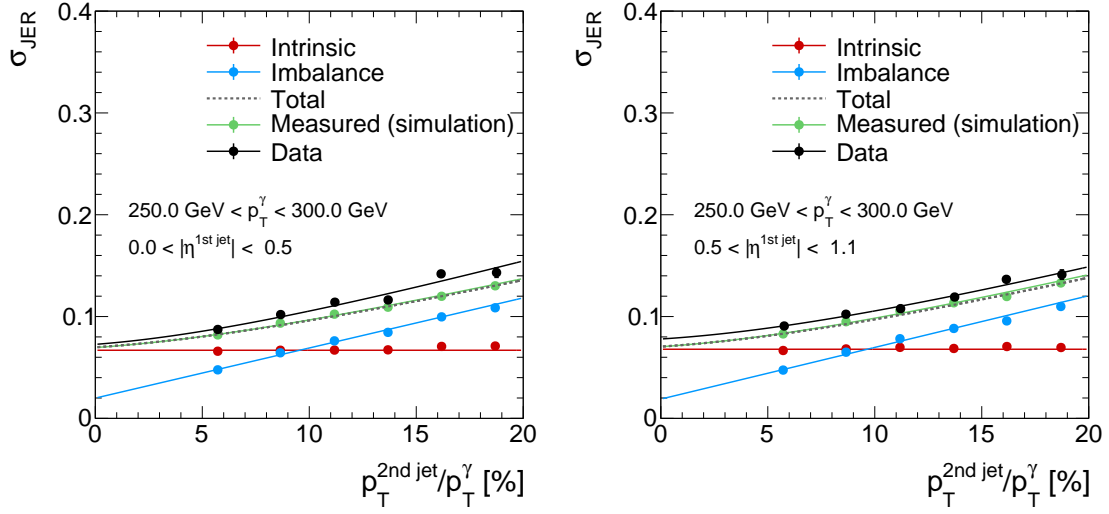 σ_JER
0.4
0.3
0.2
0.1
0
Intrinsic
Imbalance
Total
Measured (simulation)
Data
250.0 GeV < p_T^γ < 300.0 GeV
0.0 < |η^{1st jet}| < 0.5
0 5 10 15 20
p_T^{2nd jet}/p_T^γ [%]
σ_JER
0.4
0.3
0.2
0.1
0
Intrinsic
Imbalance
Total
Measured (simulation)
Data
250.0 GeV < p_T^γ < 300.0 GeV
0.5 < |η^{1st jet}| < 1.1
0 5 10 15 20
p_T^{2nd jet}/p_T^γ [%]